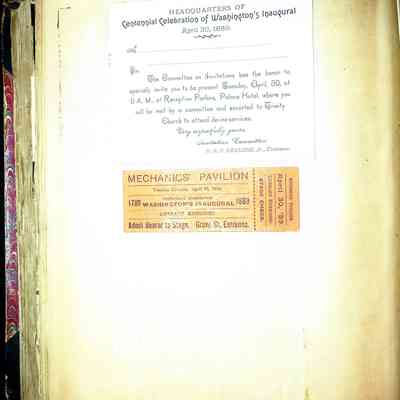 HEADQUARTERS OF
Centennial Celebration of Washington's Inaugural
April 30, 1889.
Sir:
The Committee on Invitations has the honor to
specially invite you to be present Tuesday, April, 30, at
A. M., at Reception Parlors, Palace Hotel, where you
will be met by a committee and escorted to Trinity
Church to attend divine services.
Very respectfully yours,
Invitation Committee
MECHANICS' PAVILION
Tuesday Evening, April 30, 1889
1789 WASHINGTON'S INAUGURAL 1889
LITERARY EXERCISES
Admit Bearer to Stage, Grove St. Entrance.
STAGE CHECK
LITERARY EXERCISES
April 30, '89